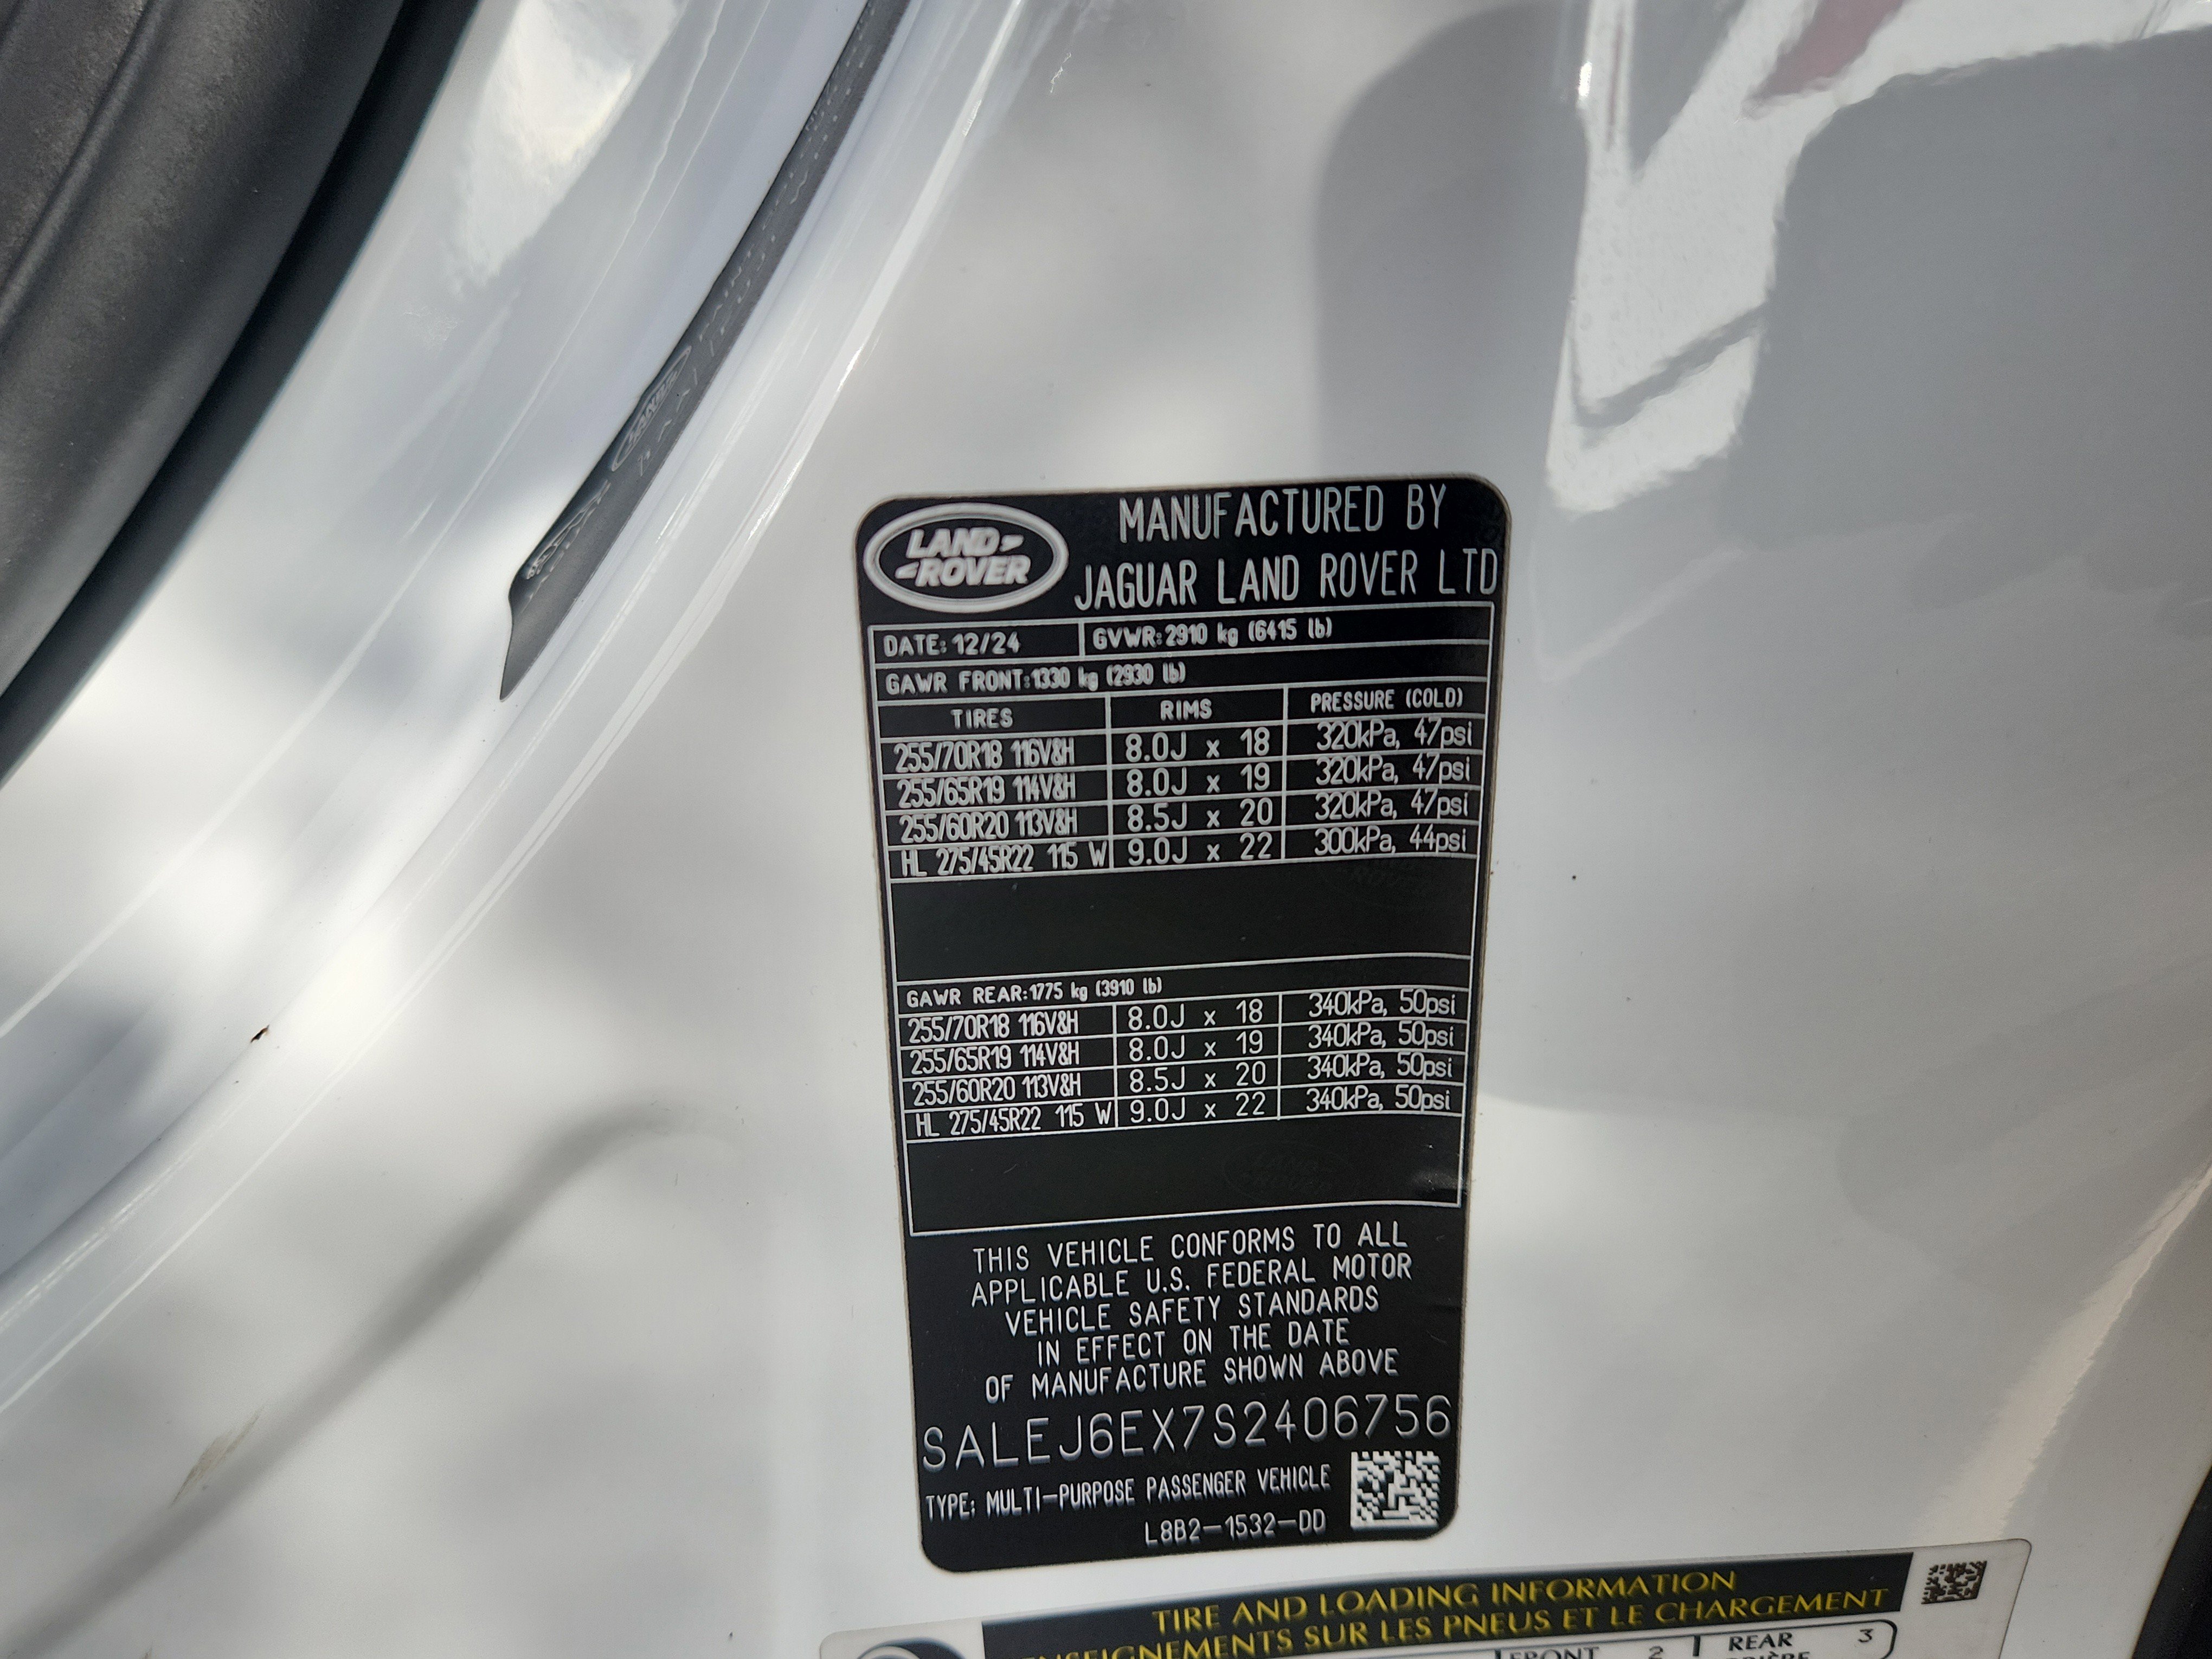 LAND
ROVER
MANUFACTURED BY
JAGUAR LAND ROVER LTD
DATE: 12/24 GVWR: 2910 kg (6415 lb)
GAWR FRONT: 1330 kg (2930 lb)
TIRES RIMS PRESSURE (COLD)
255/70R18 116V&H 8.0J x 18 320kPa, 47psi
255/65R19 114V&H 8.0J x 19 320kPa, 47psi
255/60R20 113V&H 8.5J x 20 320kPa, 47psi
HL 275/45R22 115 W 9.0J x 22 300kPa, 44psi
GAWR REAR: 1775 kg (3910 lb)
255/70R18 116V&H 8.0J x 18 340kPa, 50psi
255/65R19 114V&H 8.0J x 19 340kPa, 50psi
255/60R20 113V&H 8.5J x 20 340kPa, 50psi
HL 275/45R22 115 W 9.0J x 22 340kPa, 50psi
THIS VEHICLE CONFORMS TO ALL
APPLICABLE U.S. FEDERAL MOTOR
VEHICLE SAFETY STANDARDS
IN EFFECT ON THE DATE
OF MANUFACTURE SHOWN ABOVE
SALEJ6EX7S2406756
TYPE: MULTI-PURPOSE PASSENGER VEHICLE
L8B2-1532-DD
TIRE AND LOADING INFORMATION
SUR LES PNEUS ET LE CHARGEMENT
FRONT 2 REAR 3